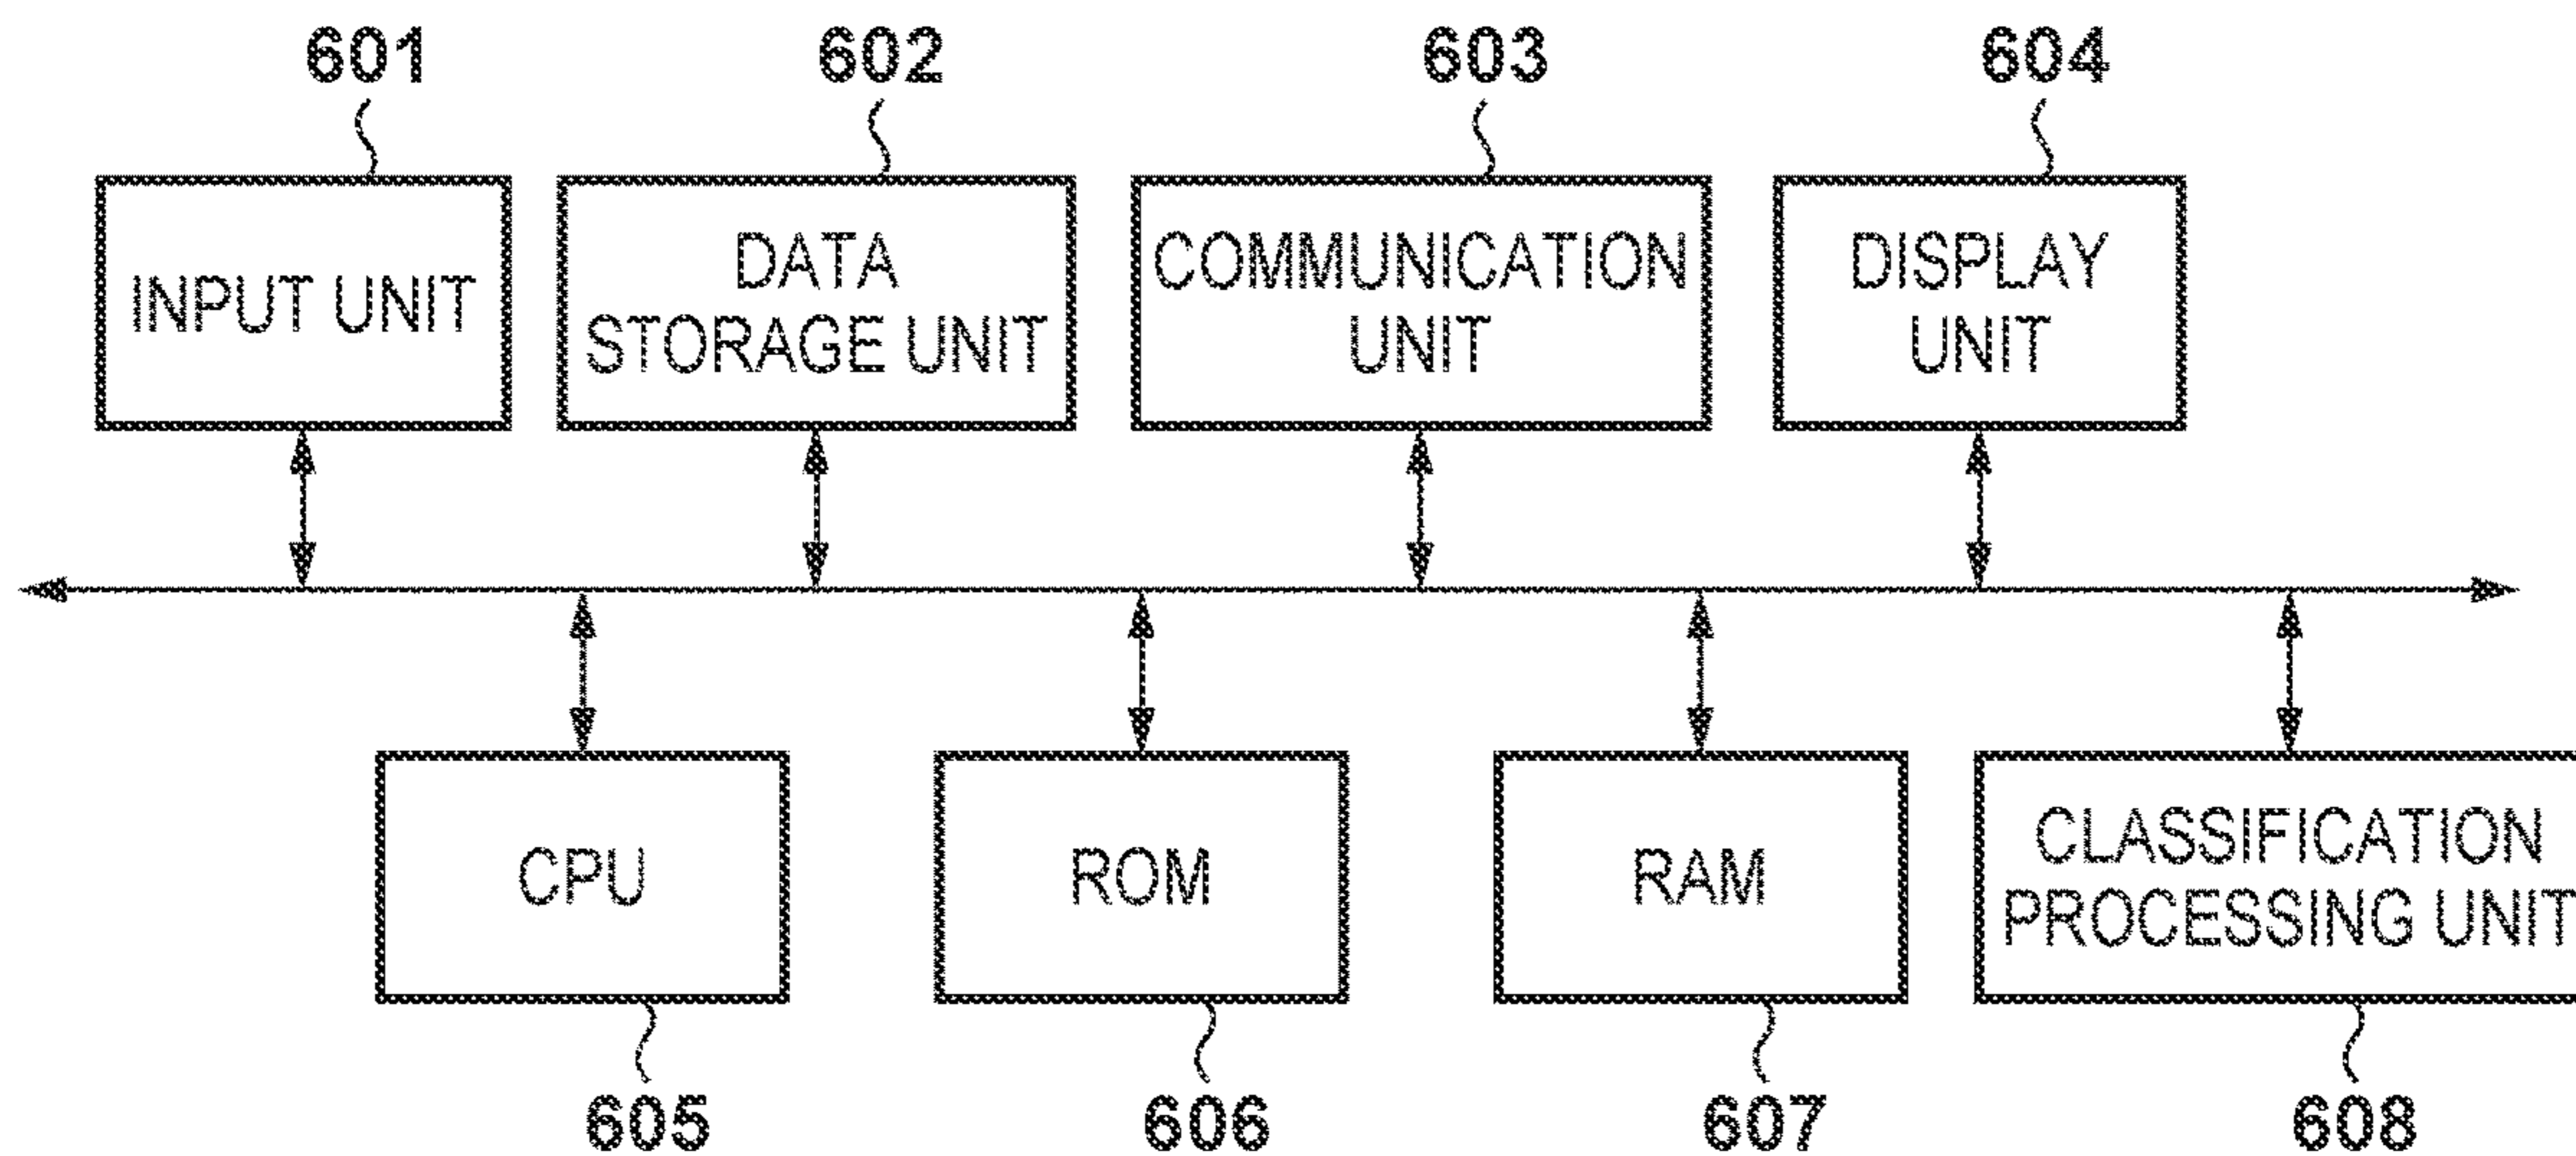 601 602 603 604
INPUT UNIT
DATA
STORAGE UNIT
COMMUNICATION
UNIT
DISPLAY
UNIT
CPU
ROM
RAM
CLASSIFICATION
PROCESSING UNIT
605 606 607 608